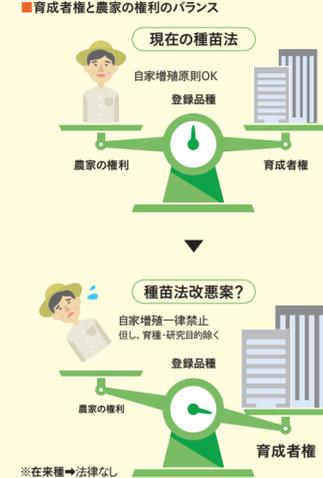 ■育成者権と農家の権利のバランス
現在の種苗法
自家増殖原則OK
登録品種
農家の権利
育成者権
種苗法改悪案?
自家増殖一律禁止
但し、育種・研究目的除く
登録品種
農家の権利
育成者権
※在来種➡法律なし